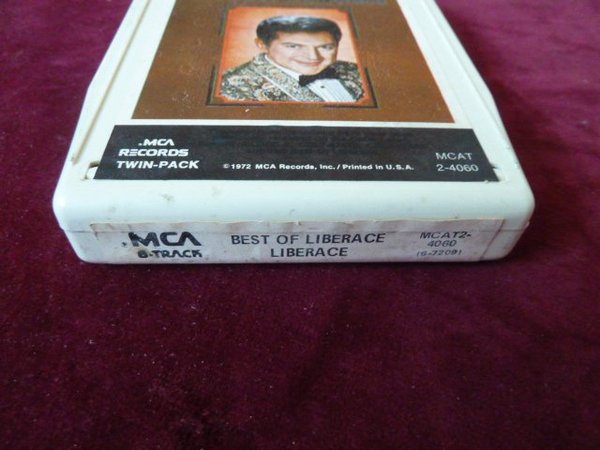 MCA
RECORDS
TWIN-PACK
©1972 MCA Records, Inc./Printed in U.S.A.
MCAT
2-4060
MCA
8-TRACK
BEST OF LIBERACE
LIBERACE
MCAT2-
4060
(6-7209)